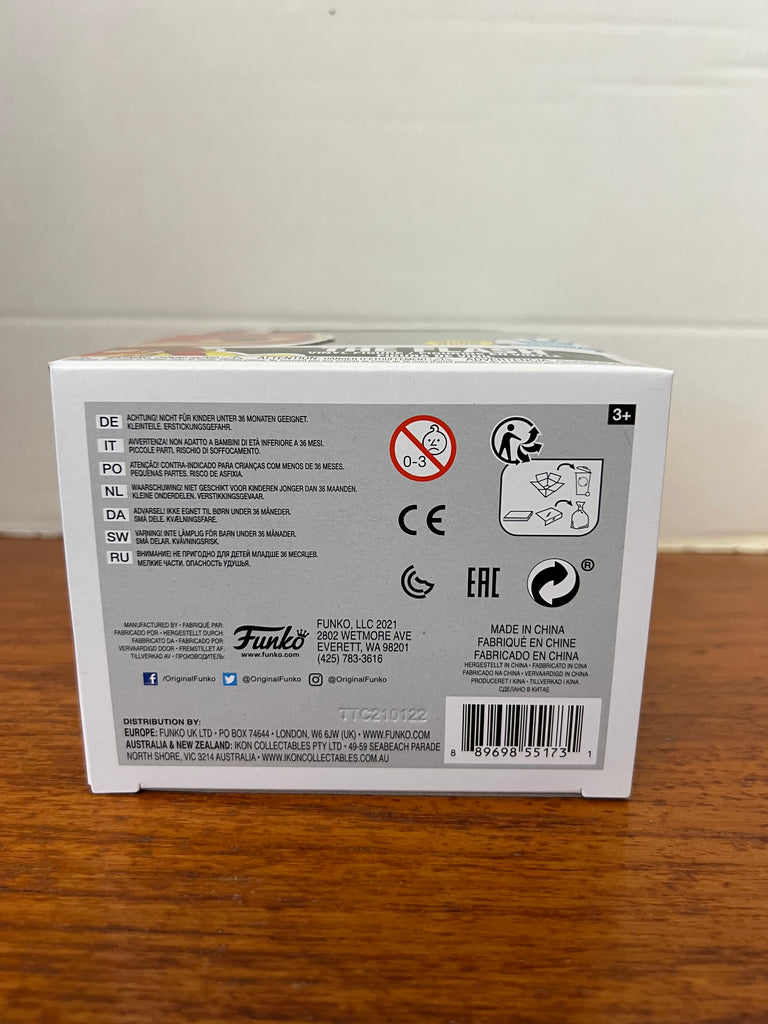 THE FLASH
DE ACHTUNG! NICHT FÜR KINDER UNTER 36 MONATEN GEEIGNET.
KLEINTEILE. ERSTICKUNGSGEFAHR.
IT AVVERTENZA! NON ADATTO A BAMBINI DI ETÀ INFERIORE A 36 MESI.
PICCOLE PARTI. RISCHIO DI SOFFOCAMENTO.
PO ATENÇÃO! CONTRA-INDICADO PARA CRIANÇAS COM MENOS DE 36 MESES.
PEQUENAS PARTES. RISCO DE ASFIXIA.
NL WAARSCHUWING! NIET GESCHIKT VOOR KINDEREN JONGER DAN 36 MAANDEN.
KLEINE ONDERDELEN. VERSTIKKINGSGEVAAR.
DA ADVARSEL! IKKE EGNET TIL BØRN UNDER 36 MÅNEDER.
SMÅ DELE. KVÆLNINGSFARE.
SW VARNING! INTE LÄMPLIG FÖR BARN UNDER 36 MÅNADER.
SMÅ DELAR. KVÄVNINGSRISK.
RU ВНИМАНИЕ! НЕ ПРИГОДНО ДЛЯ ДЕТЕЙ МЛАДШЕ 36 МЕСЯЦЕВ.
МЕЛКИЕ ЧАСТИ. ОПАСНОСТЬ УДУШЬЯ.
0-3
3+
CE
EAC
®
MANUFACTURED BY • FABRIQUÉ PAR:
FABRICADO POR • HERGESTELLT DURCH:
FABBRICATO DA • FABRICADO POR:
VERVAARDIGD DOOR • FREMSTILLET AF:
TILLVERKAD AV • ПРОИЗВОДИТЕЛЬ:
Funko
www.funko.com
FUNKO, LLC 2021
2802 WETMORE AVE
EVERETT, WA 98201
(425) 783-3616
/OriginalFunko @OriginalFunko @OriginalFunko
MADE IN CHINA
FABRIQUÉ EN CHINE
FABRICADO EN CHINA
HERGESTELLT IN CHINA • FABBRICATO IN CINA
FABRICADO NA CHINA • VERVAARDIGD IN CHINA
PRODUCERET I KINA • TILLVERKAD I KINA
СДЕЛАНО В КИТАЕ
TTC210122
DISTRIBUTION BY:
EUROPE: FUNKO UK LTD • PO BOX 74644 • LONDON, W6 6JW (UK) • WWW.FUNKO.COM
AUSTRALIA & NEW ZEALAND: IKON COLLECTABLES PTY LTD • 49-59 SEABEACH PARADE
NORTH SHORE, VIC 3214 AUSTRALIA • WWW.IKONCOLLECTABLES.COM.AU
8 89698 55173 1